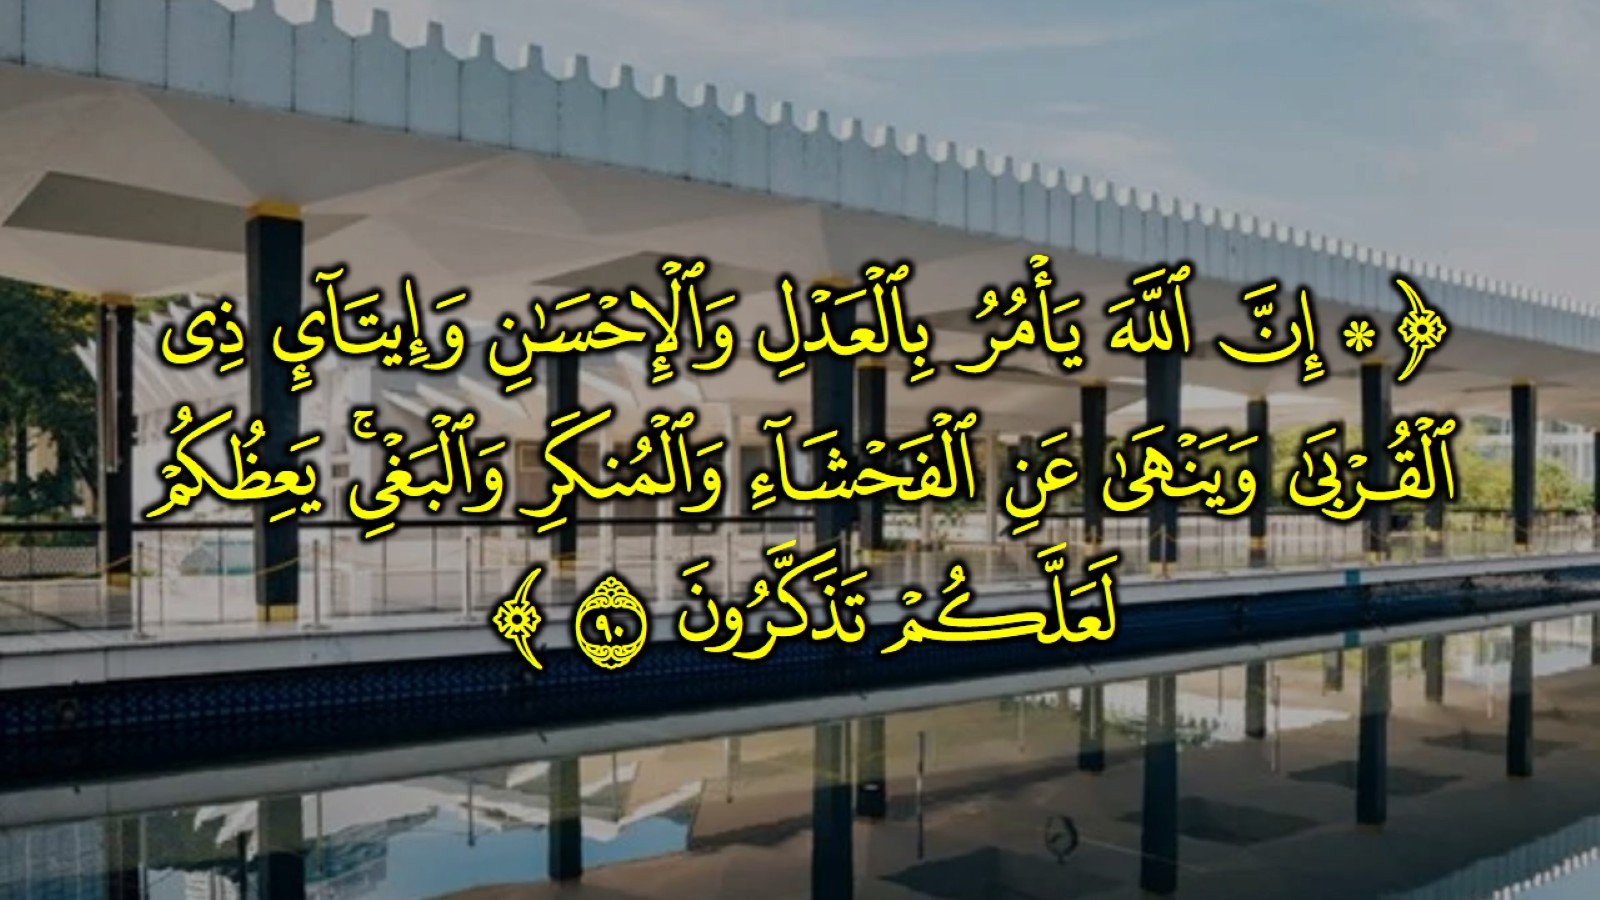 ﴿ ۞ إِنَّ ٱللَّهَ يَأۡمُرُ بِٱلۡعَدۡلِ وَٱلۡإِحۡسَٰنِ وَإِيتَآيِٕ ذِي
ٱلۡقُرۡبَىٰ وَيَنۡهَىٰ عَنِ ٱلۡفَحۡشَآءِ وَٱلۡمُنكَرِ وَٱلۡبَغۡيِۚ يَعِظُكُمۡ
لَعَلَّكُمۡ تَذَكَّرُونَ ٩٠ ﴾